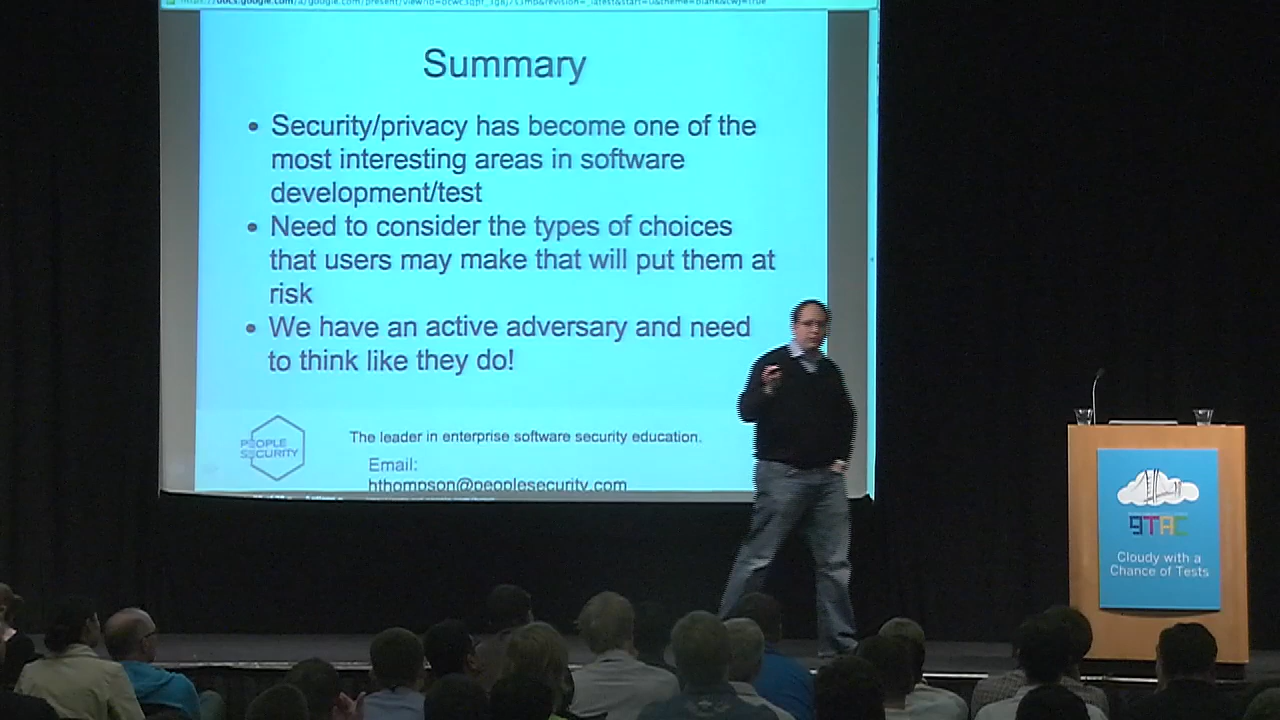 Summary
• Security/privacy has become one of the
most interesting areas in software
development/test
• Need to consider the types of choices
that users may make that will put them at
risk
• We have an active adversary and need
to think like they do!
PEOPLE
SECURITY
The leader in enterprise software security education.
Email:
hthompson@peoplesecurity.com
gTAC
Cloudy with a
Chance of Tests